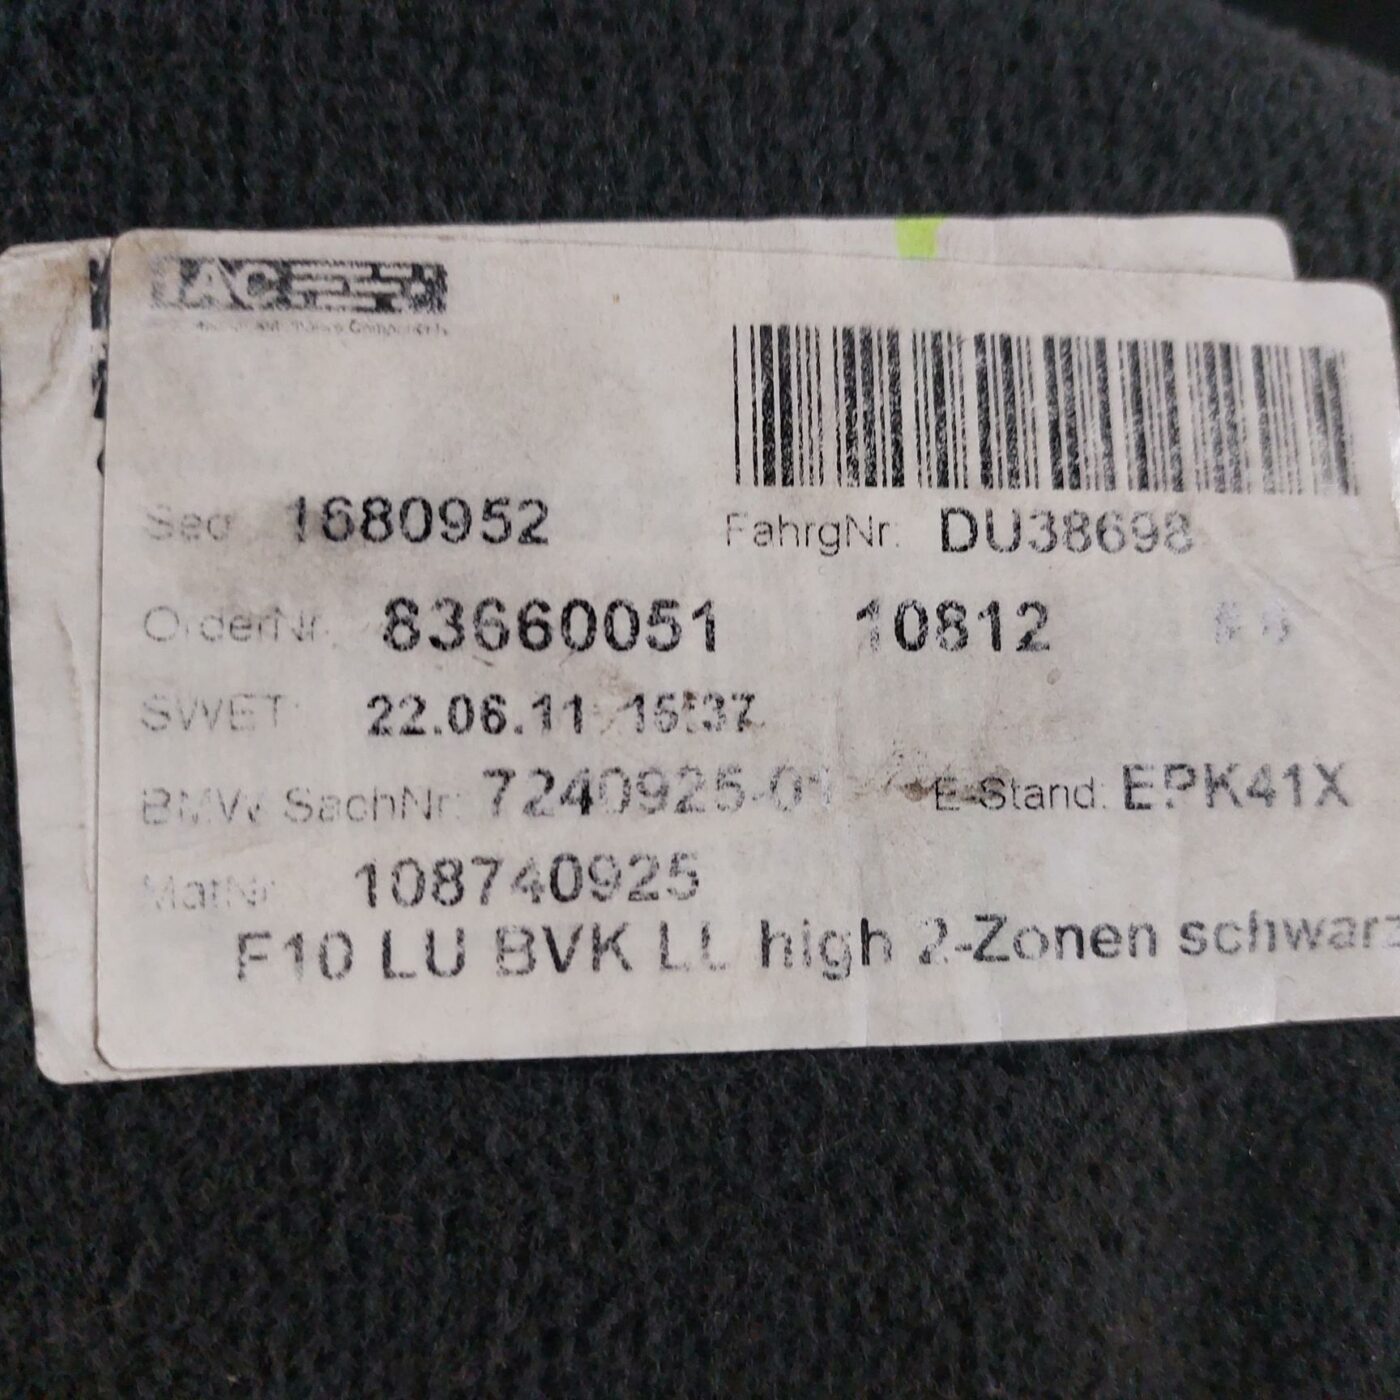 IAC
Seq 1680952 FahrgNr: DU38698
OrderNr. 83660051 10812
SWET: 22.06.11 15:37
BMW SachNr: 7240925-01 E-Stand: EPK41X
MatNr 108740925
F10 LU BVK LL high 2-Zonen schwarz